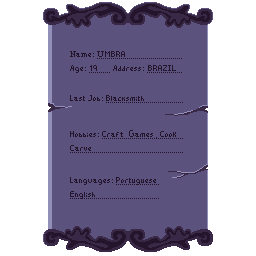 Name: UMBRA
Age: 19 Address: BRAZIL
Last Job: Blacksmith
Hobbies: Craft Games Cook
Carve
Languages: Portuguese
English